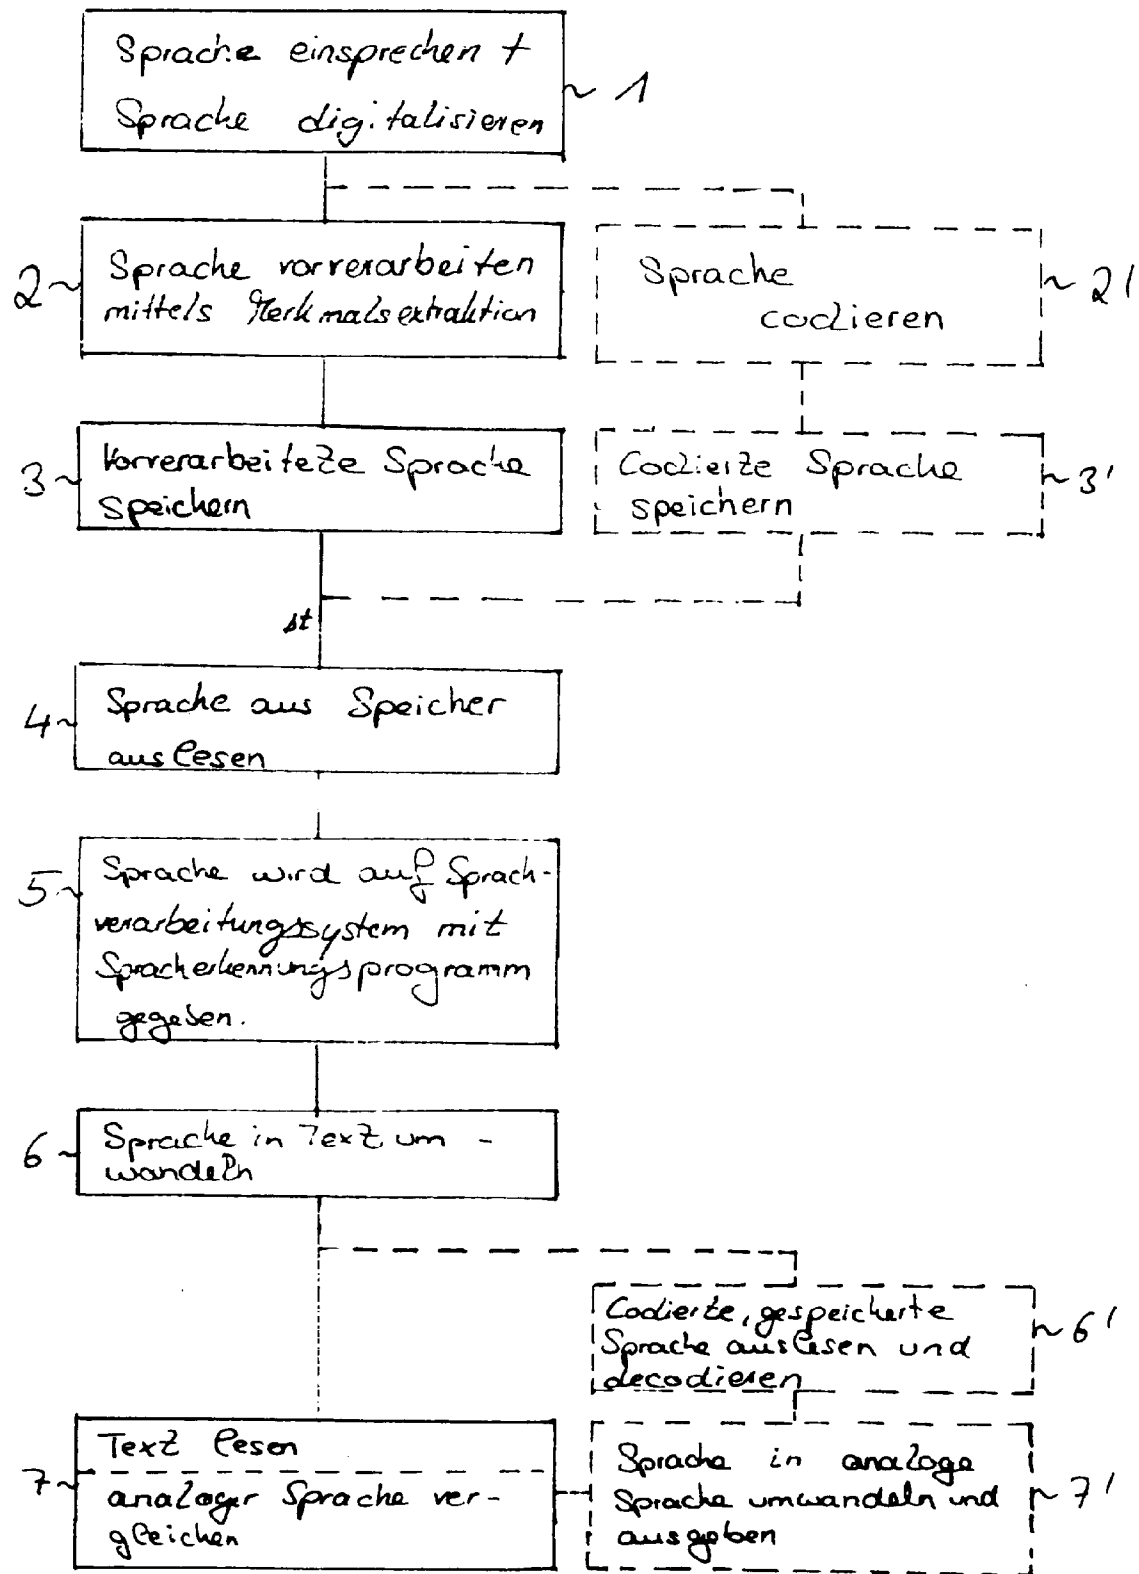 Sprache einsprechen +
Sprache digitalisieren
1
2
Sprache vorverarbeiten
mittels Merkmalsextraktion
Sprache
codieren
2'
3
Vorverarbeitete Sprache
speichern
Codierte Sprache
speichern
3'
st
4
Sprache aus Speicher
auslesen
5
Sprache wird auf Sprach-
verarbeitungssystem mit
Spracherkennungsprogramm
gegeben.
6
Sprache in Text um-
wandeln
Codierte, gespeicherte
Sprache auslesen und
decodieren
6'
7
Text lesen
analoger Sprache ver-
gleichen
Sprache in analoge
Sprache umwandeln und
ausgeben
7'